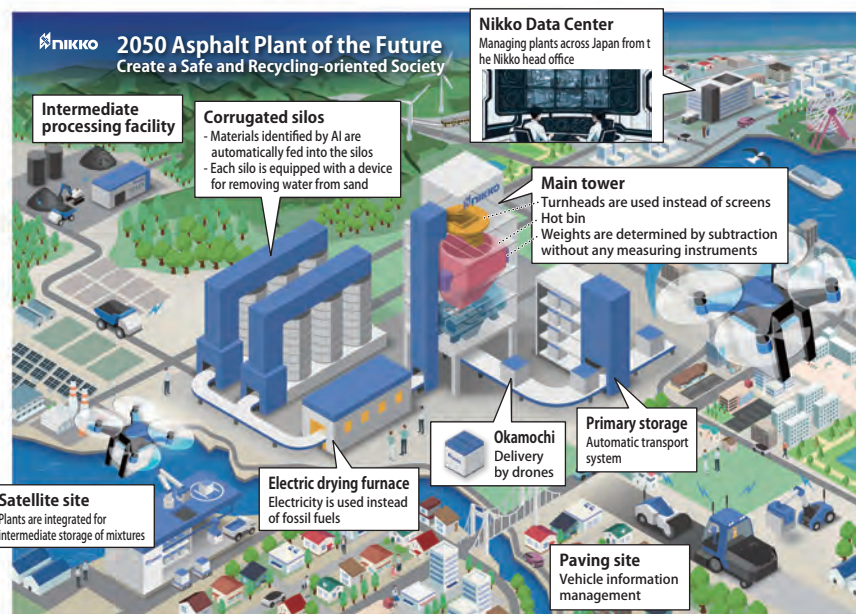 NIKKO 2050 Asphalt Plant of the Future
Create a Safe and Recycling-oriented Society
Nikko Data Center
Managing plants across Japan from t
he Nikko head office
Intermediate
processing facility
Corrugated silos
- Materials identified by AI are
automatically fed into the silos
- Each silo is equipped with a device
for removing water from sand
NIKKO
Main tower
Turnheads are used instead of screens
Hot bin
Weights are determined by subtraction
without any measuring instruments
Okamochi
Delivery
by drones
Primary storage
Automatic transport
system
Electric drying furnace
Electricity is used instead
of fossil fuels
Satellite site
Plants are integrated for
intermediate storage of mixtures
Paving site
Vehicle information
management